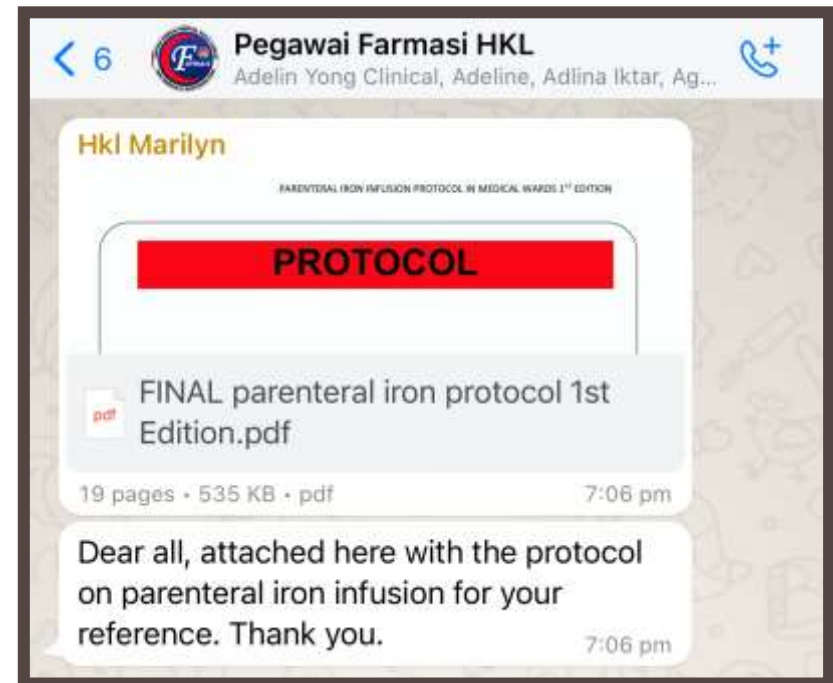 6
Pegawai Farmasi HKL
Adelin Yong Clinical, Adeline, Adlina Iktar, Ag...
Hkl Marilyn
PARENTERAL IRON INFUSION PROTOCOL IN MEDICAL WARDS 1ST EDITION
PROTOCOL
pdf
FINAL parenteral iron protocol 1st
Edition.pdf
19 pages • 535 KB • pdf 7:06 pm
Dear all, attached here with the protocol
on parenteral iron infusion for your
reference. Thank you.
7:06 pm